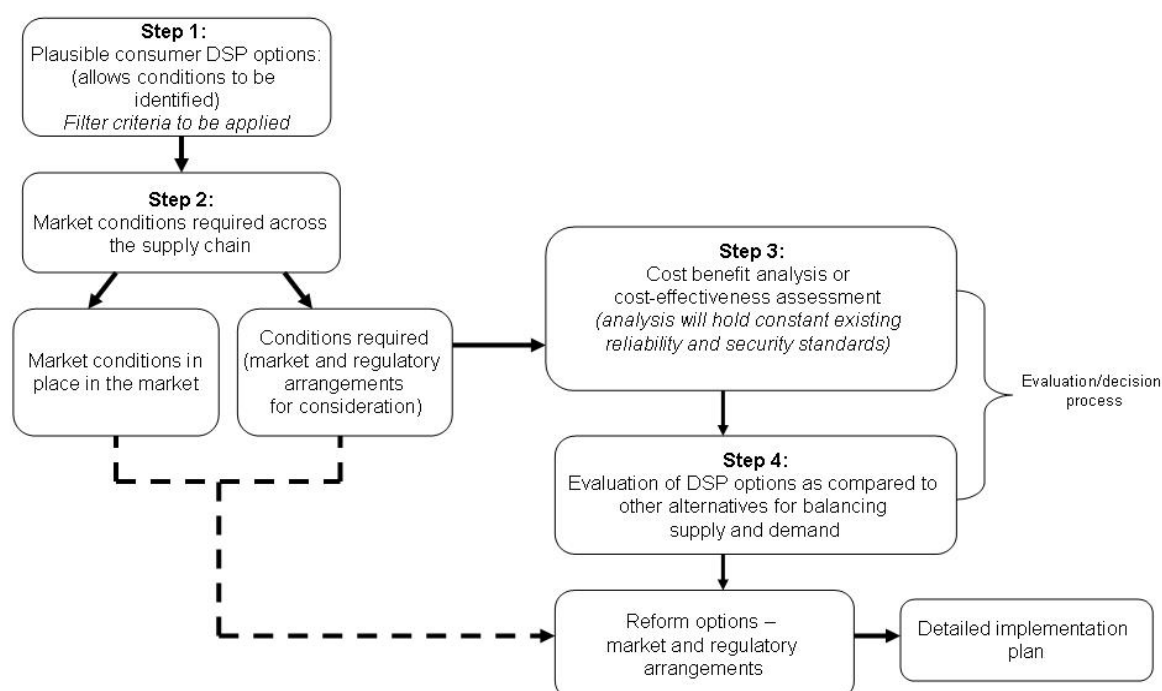 Step 1:
Plausible consumer DSP options:
(allows conditions to be
identified)
Filter criteria to be applied
Step 2:
Market conditions required across
the supply chain
Market conditions in
place in the market
Conditions required
(market and regulatory
arrangements
for consideration)
Step 3:
Cost benefit analysis or
cost-effectiveness assessment
(analysis will hold constant existing
reliability and security standards)
Evaluation/decision
process
Step 4:
Evaluation of DSP options as compared to
other alternatives for balancing
supply and demand
Reform options –
market and regulatory
arrangements
Detailed implementation
plan